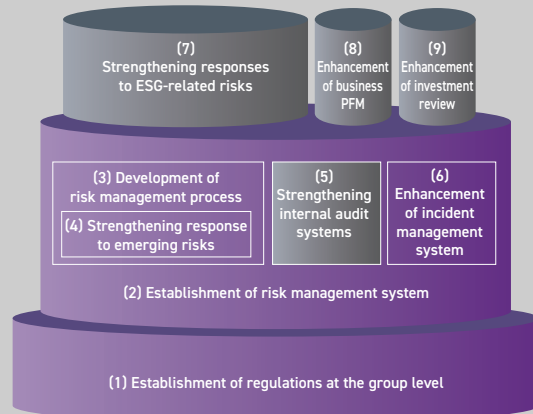 (7)
Strengthening responses
to ESG-related risks
(8)
Enhancement
of business
PFM
(9)
Enhancement
of investment
review
(3) Development of
risk management process
(4) Strengthening response
to emerging risks
(5)
Strengthening
internal audit
systems
(6)
Enhancement
of incident
management
system
(2) Establishment of risk management system
(1) Establishment of regulations at the group level